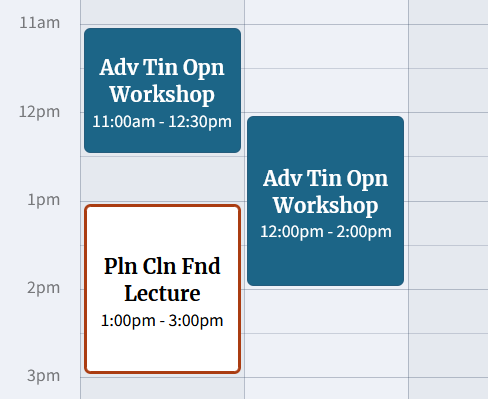 11am
Adv Tin Opn
Workshop
11:00am - 12:30pm
12pm
Adv Tin Opn
Workshop
12:00pm - 2:00pm
1pm
Pln Cln Fnd
Lecture
1:00pm - 3:00pm
2pm
3pm